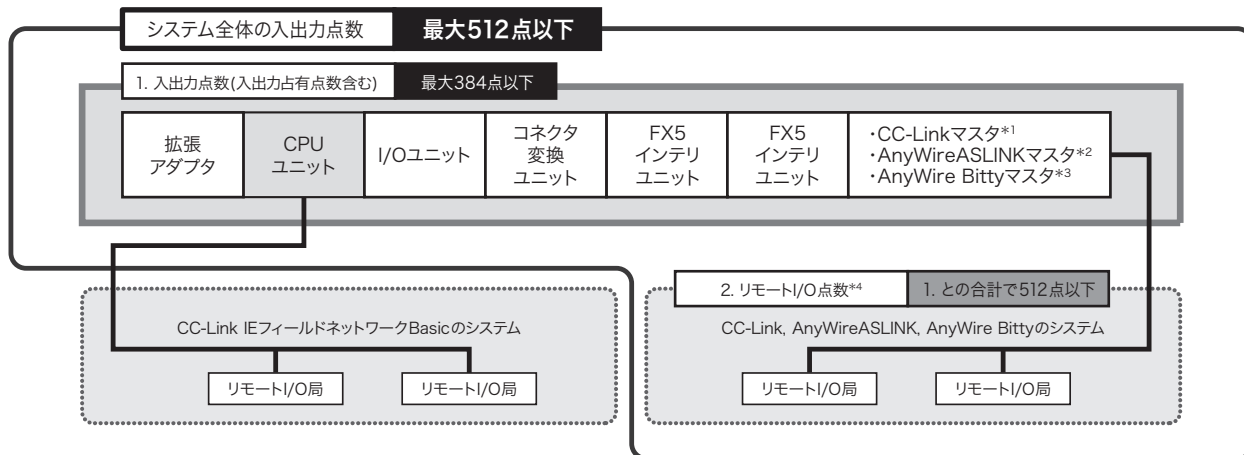 システム全体の入出力点数 最大512点以下
1. 入出力点数(入出力占有点数含む) 最大384点以下
拡張
アダプタ
CPU
ユニット
I/Oユニット
コネクタ
変換
ユニット
FX5
インテリ
ユニット
FX5
インテリ
ユニット
・CC-Linkマスタ*1
・AnyWireASLINKマスタ*2
・AnyWire Bittyマスタ*3
2. リモートI/O点数*4 1. との合計で512点以下
CC-Link IEフィールドネットワークBasicのシステム
CC-Link, AnyWireASLINK, AnyWire Bittyのシステム
リモートI/O局 リモートI/O局 リモートI/O局 リモートI/O局